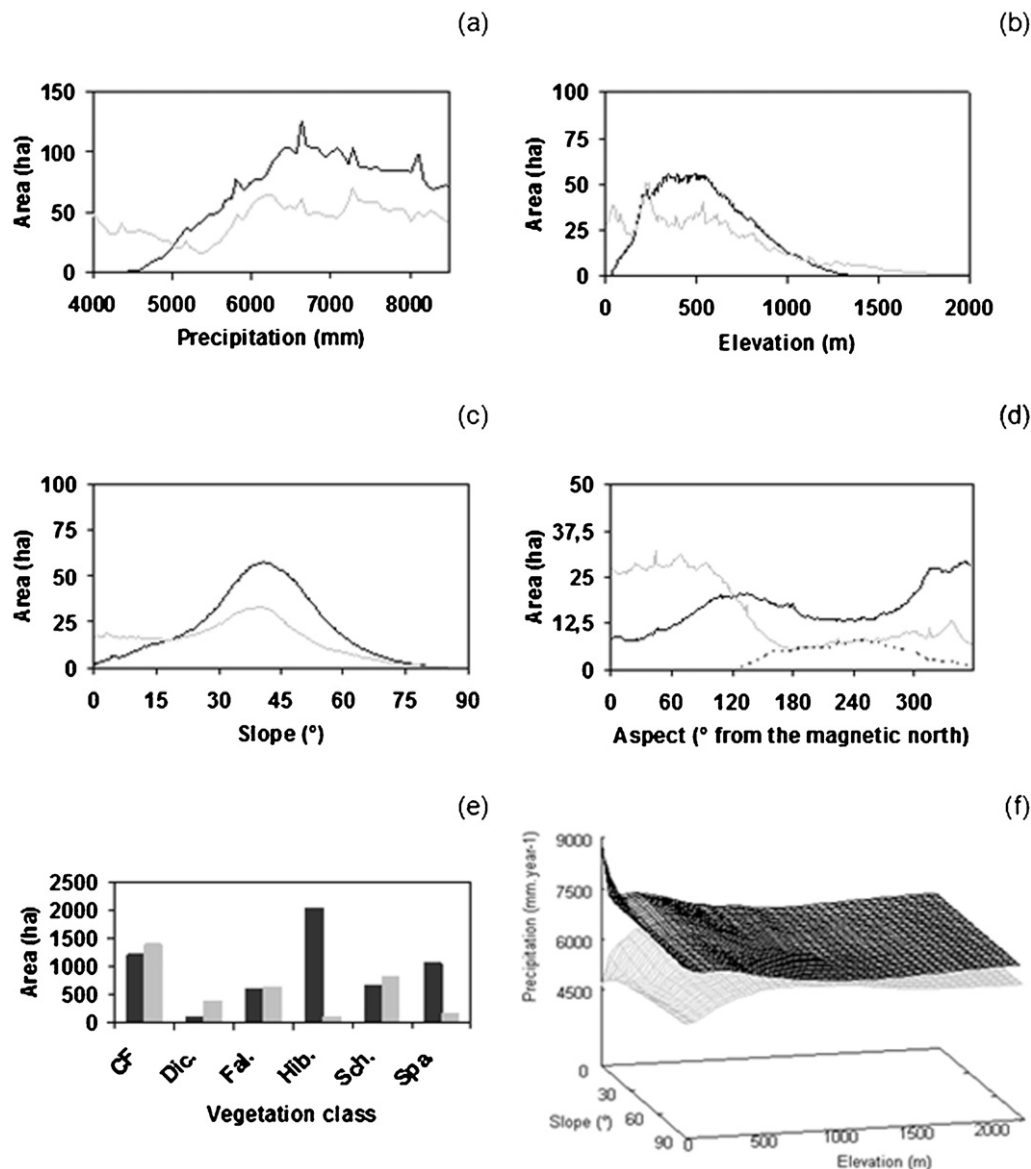 (a)
150
100
50
0
Area (ha)
4000 5000 6000 7000 8000
Precipitation (mm)
(b)
100
75
50
25
0
Area (ha)
0 500 1000 1500 2000
Elevation (m)
(c)
100
75
50
25
0
Area (ha)
0 15 30 45 60 75 90
Slope (°)
(d)
50
37,5
25
12,5
0
Area (ha)
0 60 120 180 240 300
Aspect (° from the magnetic north)
(e)
2500
2000
1500
1000
500
0
Area (ha)
CF Dic. Fal. Hib. Sch. Spa
Vegetation class
(f)
9000
7500
6000
4500
0
Precipitation (mm.year-1)
30
60
90
Slope (°)
0 500 1000 1500 2000
Elevation (m)